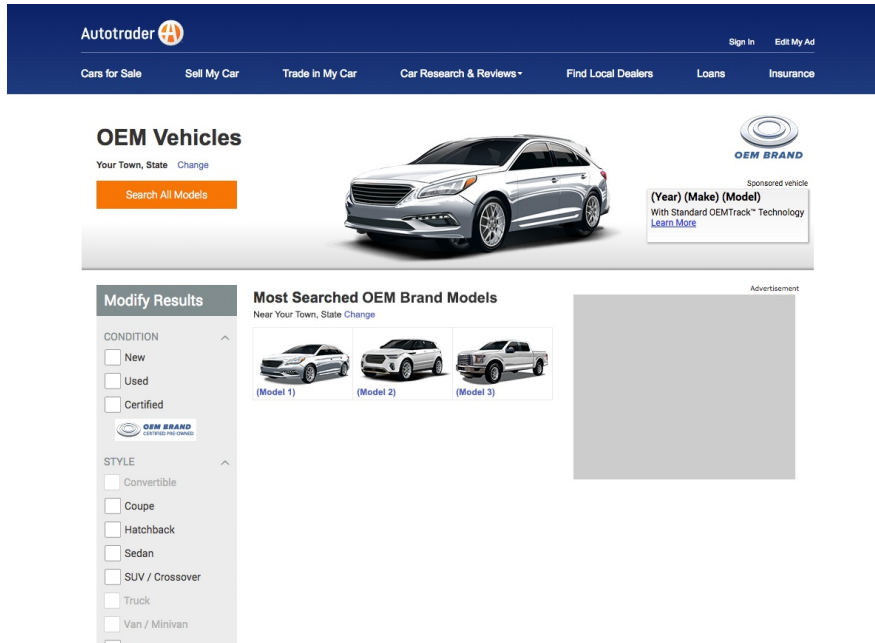 Autotrader
Sign In
Edit My Ad
Cars for Sale
Sell My Car
Trade in My Car
Car Research & Reviews
Find Local Dealers
Loans
Insurance
OEM Vehicles
Your Town, State Change
Search All Models
OEM BRAND
Sponsored vehicle
(Year) (Make) (Model)
With Standard OEMTrack™ Technology
Learn More
Modify Results
CONDITION
New
Used
Certified
OEM BRAND
CERTIFIED PRE-OWNED
STYLE
Convertible
Coupe
Hatchback
Sedan
SUV / Crossover
Truck
Van / Minivan
Most Searched OEM Brand Models
Near Your Town, State Change
(Model 1)
(Model 2)
(Model 3)
Advertisement